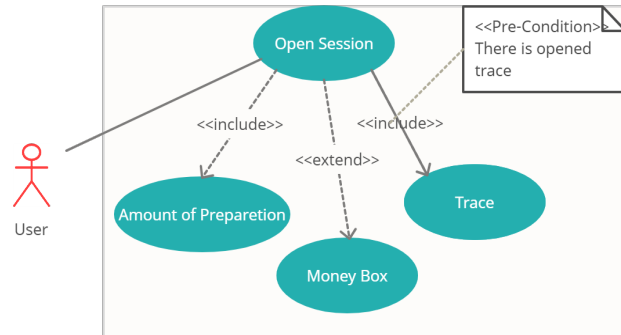 <<Pre-Condition>>
There is opened
trace
Open Session
<<include>>
<<include>>
<<extend>>
Amount of Preparetion
Trace
User
Money Box